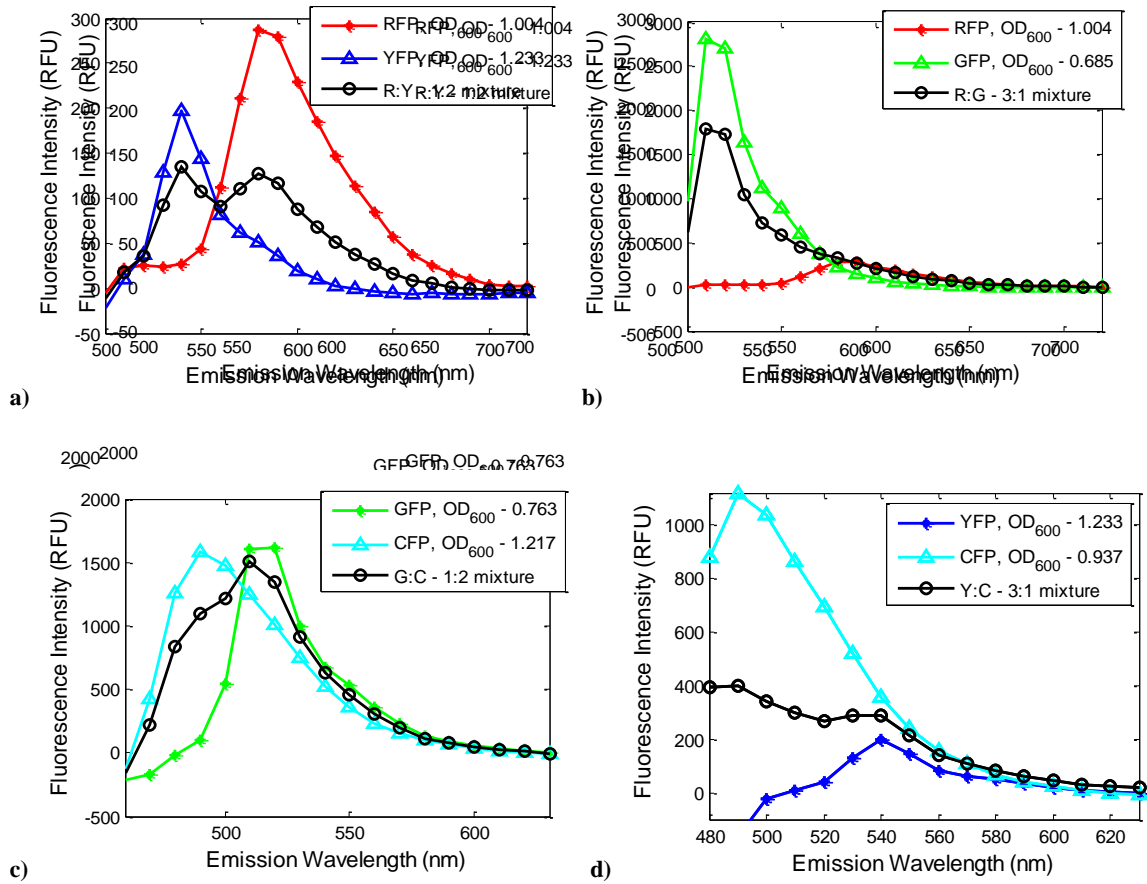 RFP, OD600 - 1.004
YFP, OD600 - 1.233
R:Y - 1:2 mixture
Fluorescence Intensity (RFU)
300
250
200
150
100
50
0
-50
500 550 600 650 700
Emission Wavelength (nm)
a)
RFP, OD600 - 1.004
GFP, OD600 - 0.685
R:G - 3:1 mixture
Fluorescence Intensity (RFU)
3000
2500
2000
1500
1000
500
0
-500
500 550 600 650 700
Emission Wavelength (nm)
b)
2000 2000
GFP, OD600 - 0.763
GFP, OD600 - 0.763
CFP, OD600 - 1.217
G:C - 1:2 mixture
Fluorescence Intensity (RFU)
2000
1500
1000
500
0
-500
500 550 600
Emission Wavelength (nm)
c)
YFP, OD600 - 1.233
CFP, OD600 - 0.937
Y:C - 3:1 mixture
Fluorescence Intensity (RFU)
1000
800
600
400
200
0
480 500 520 540 560 580 600 620
Emission Wavelength (nm)
d)